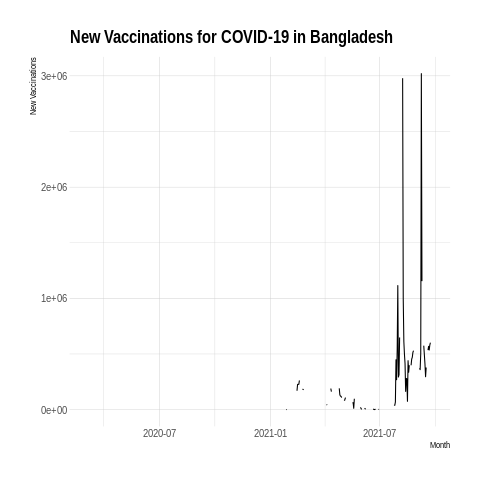 New Vaccinations for COVID-19 in Bangladesh
New Vaccinations
3e+06
2e+06
1e+06
0e+00
2020-07 2021-01 2021-07
Month